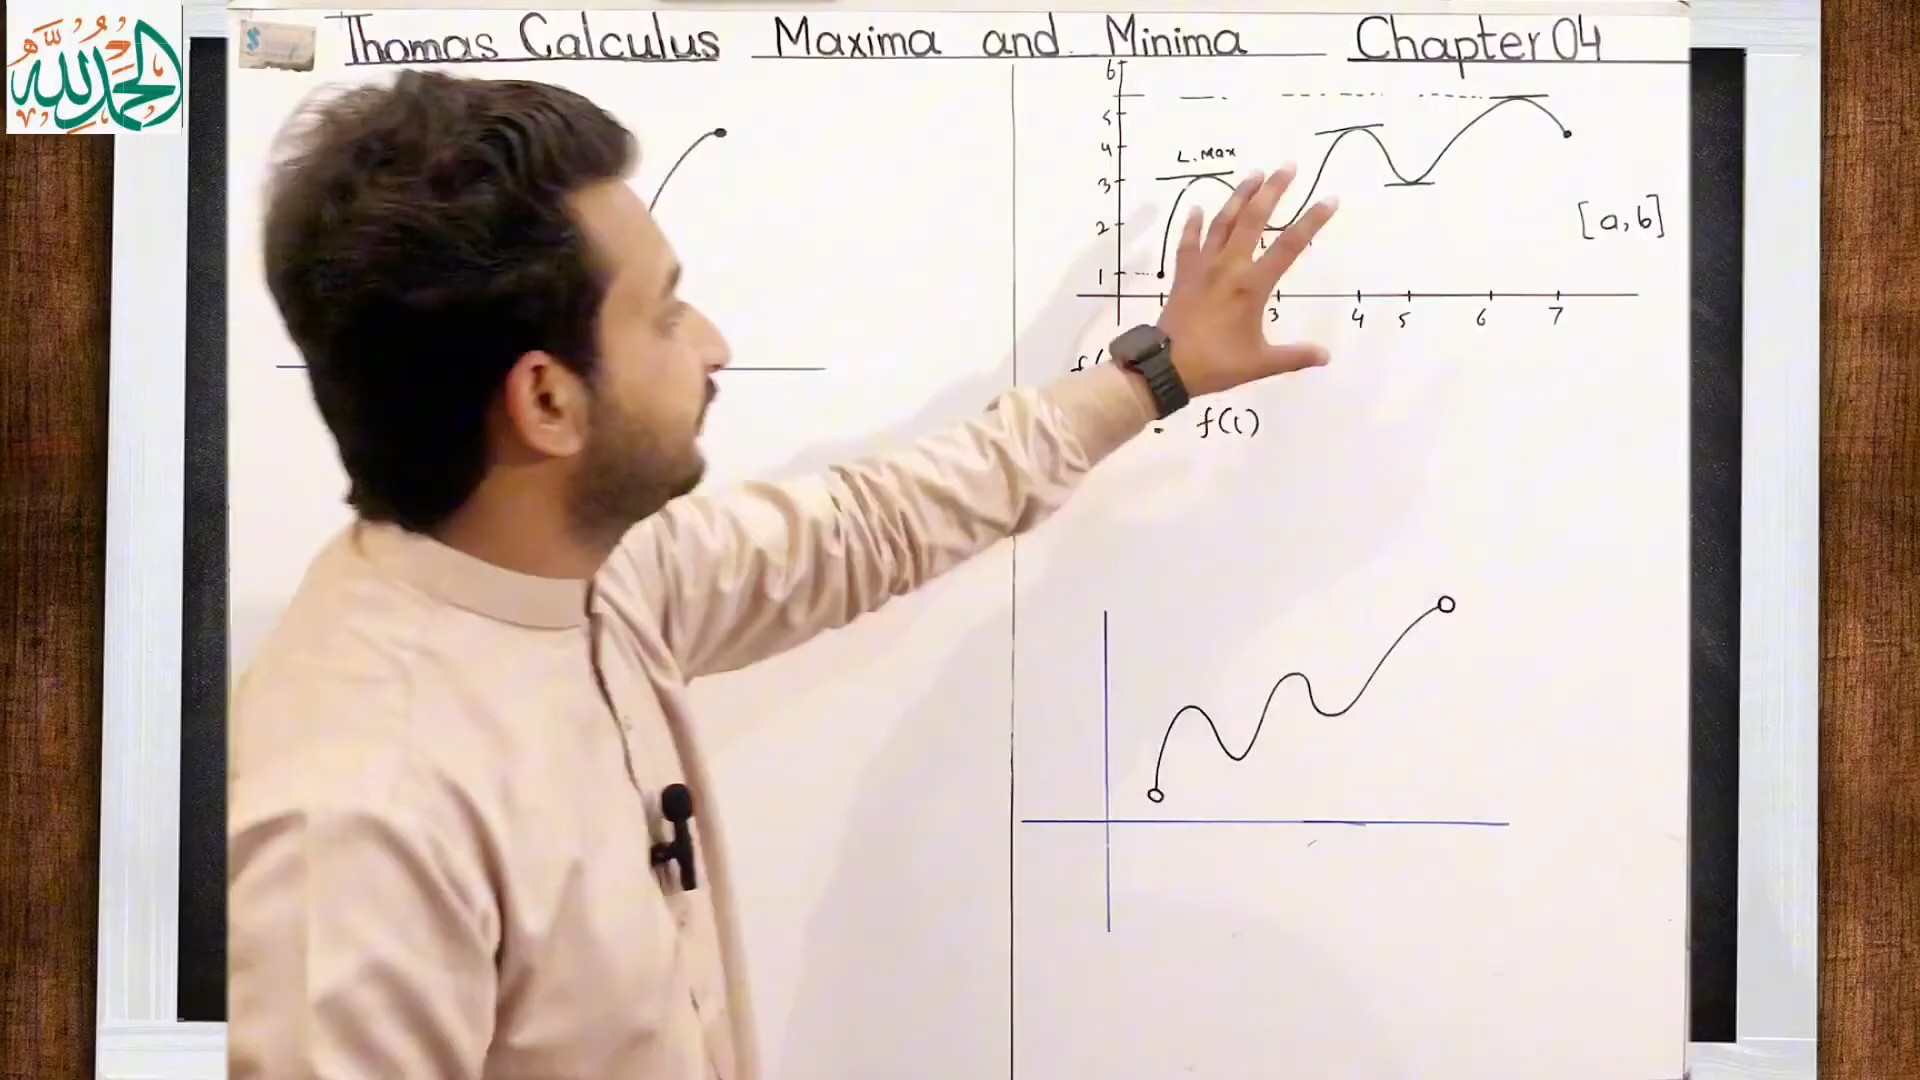 الحمد لله
Thomas Calculus Maxima and Minima Chapter 04
6
5
4
3
2
1
L. Max
[a, b]
3 4 5 6 7
f(1)